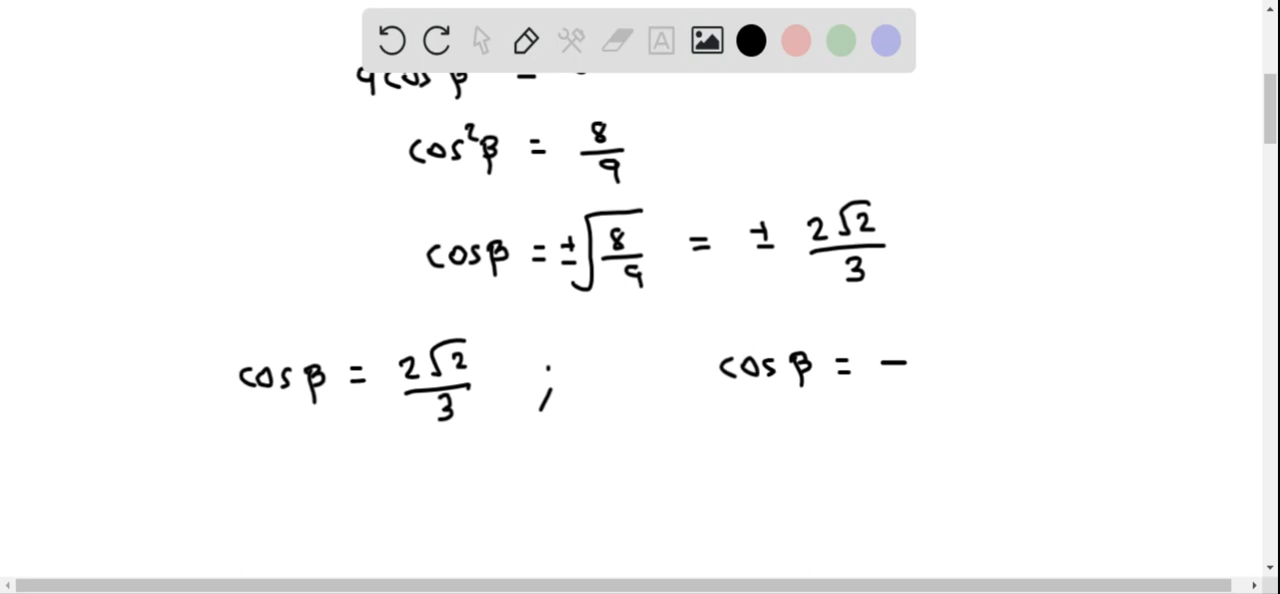 cos²β = 8/9
cosβ = ±√(8/9) = ± 2√2/3
cosβ = 2√2/3 ; cosβ = −